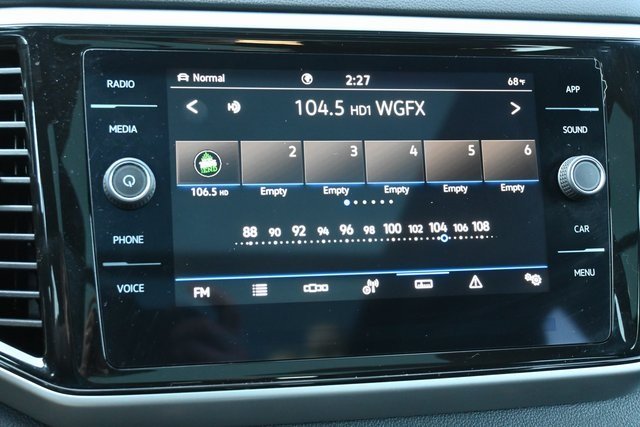 RADIO
MEDIA
PHONE
VOICE
Normal
2:27
68°F
104.5 HD1 WGFX
2
3
4
5
6
106.5 HD
Empty
Empty
Empty
Empty
Empty
88 90 92 94 96 98 100 102 104 106 108
FM
APP
SOUND
CAR
MENU